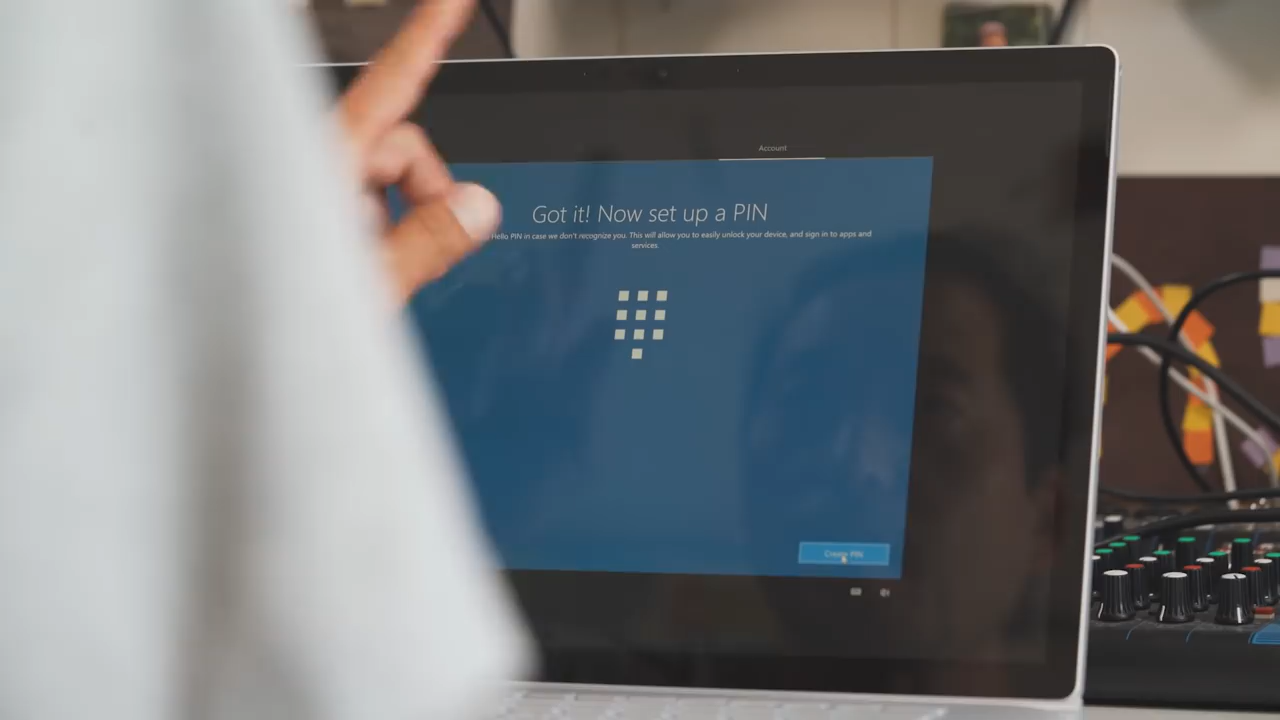 Account
Got it! Now set up a PIN
Hello PIN in case we don't recognize you. This will allow you to easily unlock your device, and sign in to apps and
services.
Create PIN